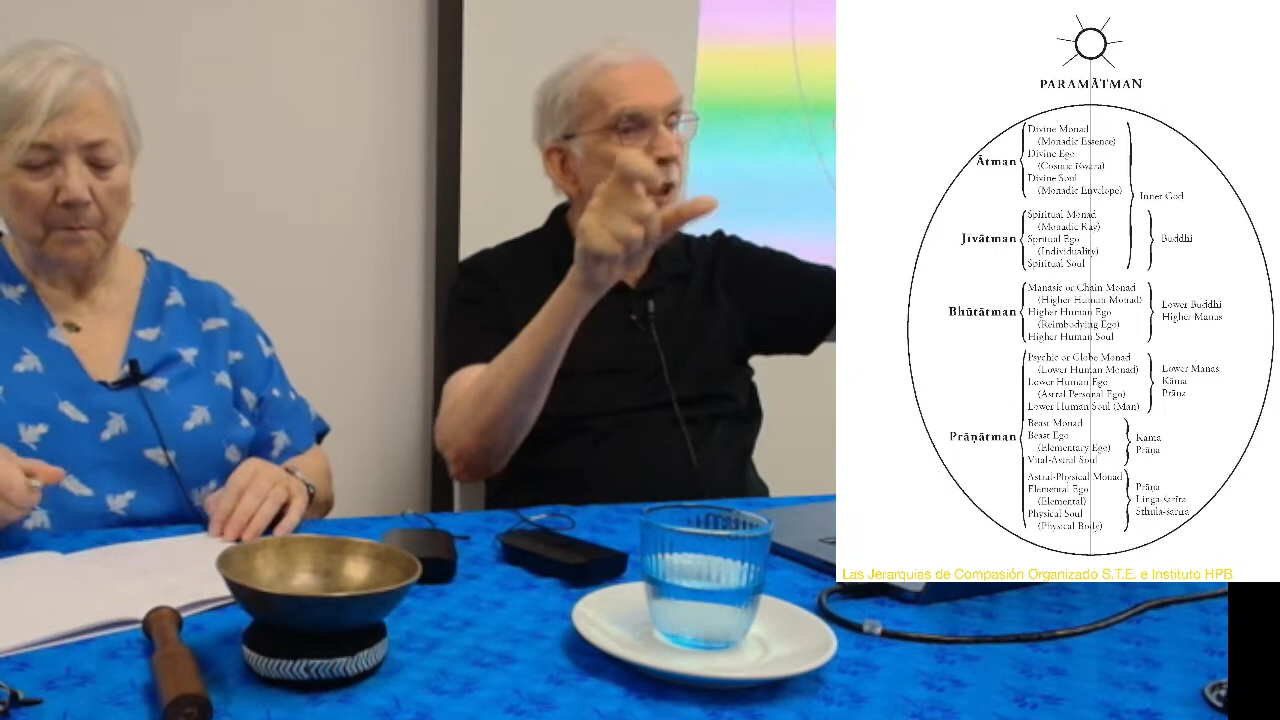 PARAMĀTMAN
Divine Monad
(Monadic Essence)
Ātman
Divine Ego
(Cosmic Īśwara)
Divine Soul
(Monadic Envelope)
Inner God
Spiritual Monad
(Monadic Ray)
Jīvātman
Spritual Ego
Buddhi
(Individuality)
Spiritual Soul
Manasic or Chain Monad
(Higher Human Monad)
Lower Buddhi
Bhūtātman
Higher Human Ego
Higher Manas
(Reimbodying Ego)
Higher Human Soul
Psychic or Globe Monad
(Lower Human Monad)
Lower Manas
Lower Human Ego
Kāma
(Astral Personal Ego)
Prāṇa
Lower Human Soul (Man)
Beast Monad
Prāṇātman
Beast Ego
Kāma
(Elementary Ego)
Prāṇa
Vital-Astral Soul
Astral-Physical Monad
Prāṇa
Elemental Ego
Liṅga-śarīra
(Elemental)
Sthūla-śarīra
Physical Soul
(Physical Body)
Las Jerarquias de Compasión Organizado S.T.E. e Instituto HPB